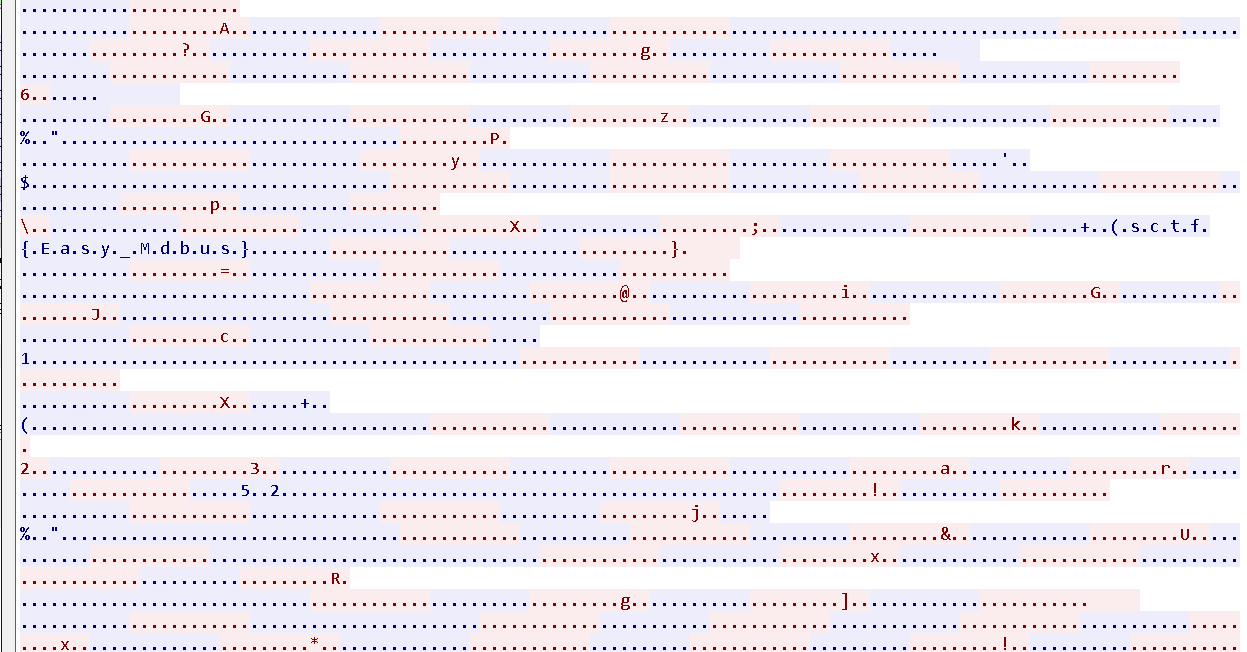 ......................
....................A.....................................................................................................
................?.............................................g.............................
....................................................................................................................
6.......
..................G.............................................z.......................................................
%.."...........................................P.
...........................................y......................................................'..
$.........................................................................................................................
...................p......................
\................................................X.......................;................................+..(.s.c.t.f.
{.E.a.s.y._.M.d.b.u.s.}..........................................}.
....................=..................................................
............................................................@.....................i........................G..............
.......J.................................................................................
....................c...............................
1.........................................................................................................................
..........
....................X.......+..
(..................................................................................................k......................
.
2......................3....................................................................a.....................r.......
......................5..2...........................................................!.......................
...................................................................j.......
%.."........................................................................................&.......................U.....
.....................................................................................x....................................
...............................R.
............................................................g.....................]........................
..........................................................................................................................
....x........................*....................................................................!.......................